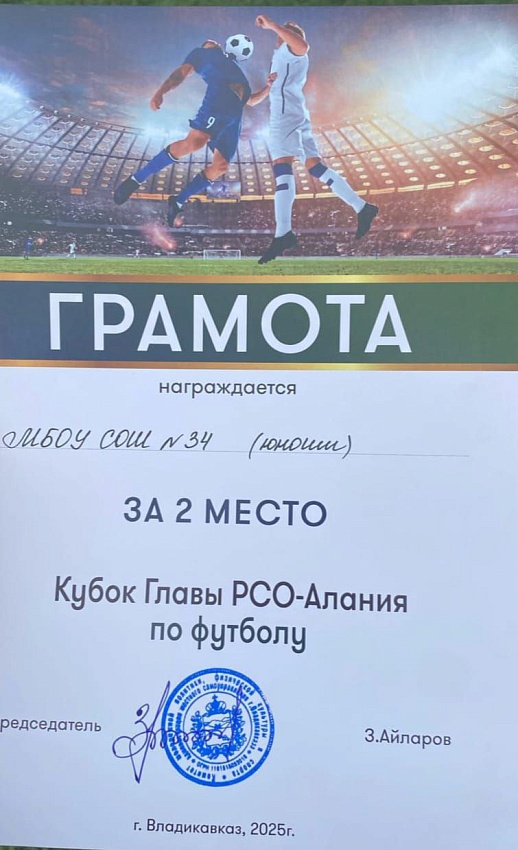 9
ГРАМОТА
награждается
МБОУ СОШ N 34 (юноши)
ЗА 2 МЕСТО
Кубок Главы РСО-Алания
по футболу
редседатель
З.Айларов
г. Владикавказ, 2025г.